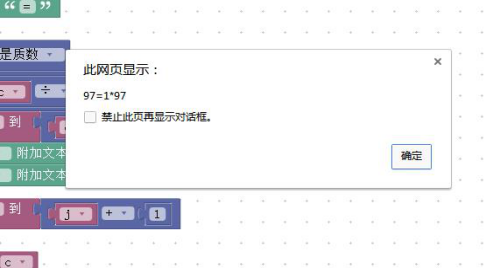 “ = ”
是质数
此网页显示：
×
97=1*97
c ÷
到
禁止此页再显示对话框。
附加文本
确定
附加文本
到 j + 1
c